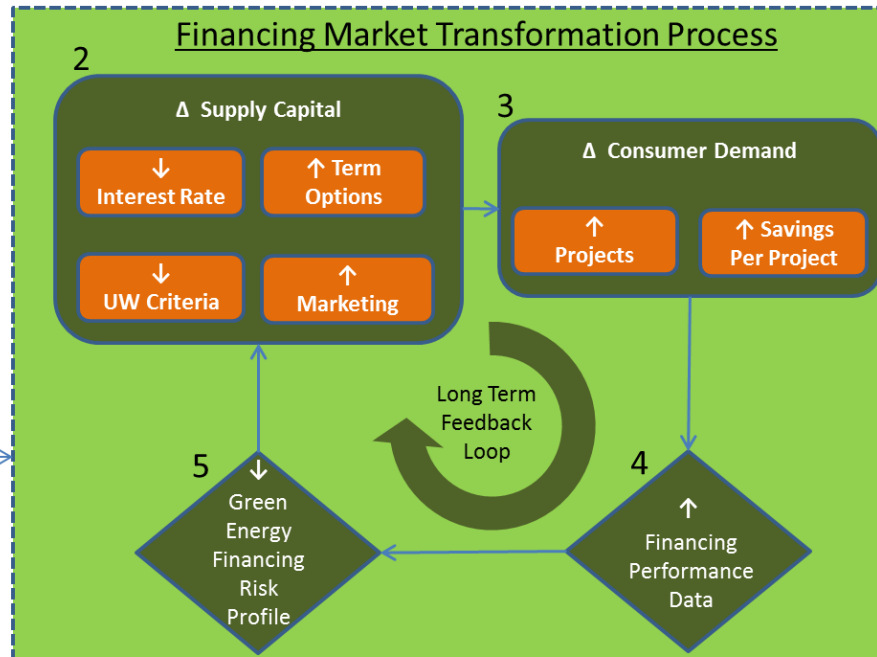 Financing Market Transformation Process
2
Δ Supply Capital
↓
Interest Rate
↑ Term
Options
↓
UW Criteria
↑
Marketing
3
Δ Consumer Demand
↑
Projects
↑ Savings
Per Project
Long Term
Feedback
Loop
4
↑
Financing
Performance
Data
5
↓
Green
Energy
Financing
Risk
Profile